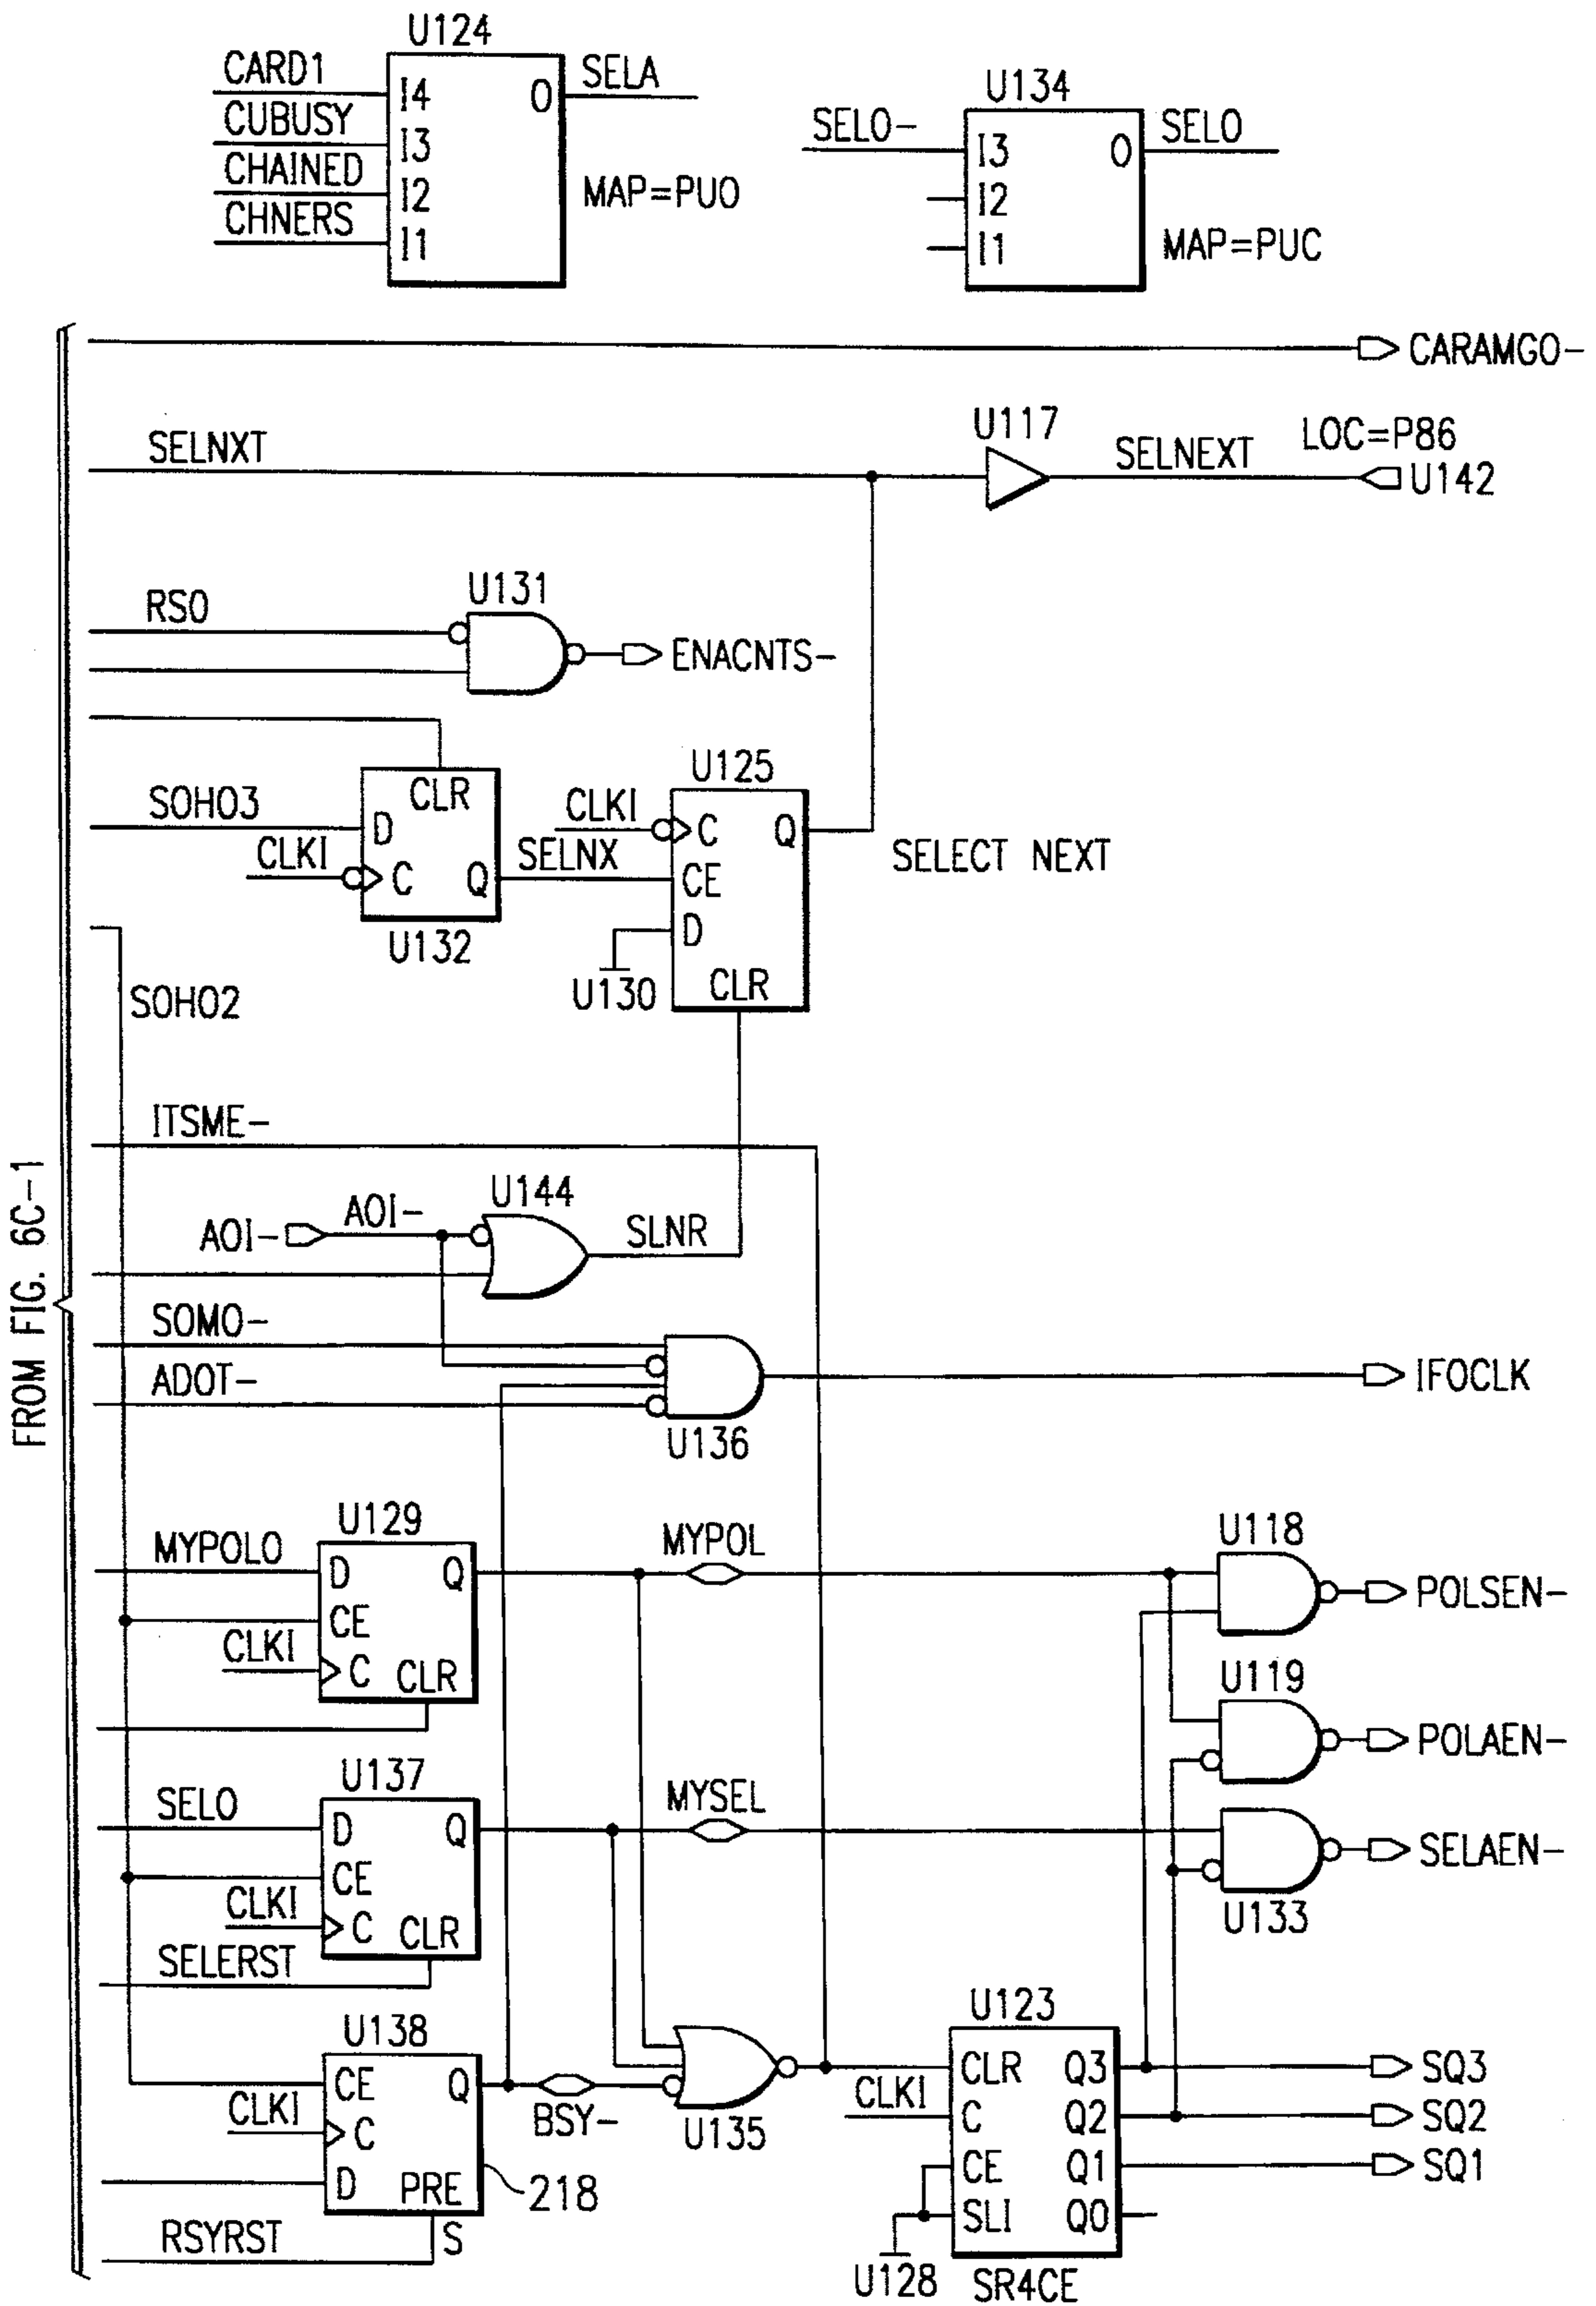 U124
CARD1
CUBUSY
CHAINED
CHNERS
I4
I3
I2
I1
O
SELA
MAP=PUO
U134
SELO-
I3
I2
I1
O
SELO
MAP=PUC
CARAMGO-
SELNXT
U117
SELNEXT
LOC=P86
U142
RSO
U131
ENACNTS-
SOHO3
CLKI
CLR
D
C
Q
U132
SELNX
U125
CLKI
C
Q
CE
D
CLR
U130
SELECT NEXT
SOHO2
ITSME-
FROM FIG. 6C-1
AOI-
AOI-
U144
SLNR
SOMO-
ADOT-
U136
IFOCLK
U129
MYPOLO
D
Q
CE
CLKI
C
CLR
MYPOL
U118
POLSEN-
U119
POLAEN-
U137
SELO
D
Q
CE
CLKI
C
CLR
SELERST
MYSEL
SELAEN-
U133
U138
CE
Q
CLKI
C
D
PRE
RSYRST
S
218
BSY-
U135
U123
CLR
Q3
CLKI
C
Q2
CE
Q1
SLI
Q0
U128
SR4CE
SQ3
SQ2
SQ1